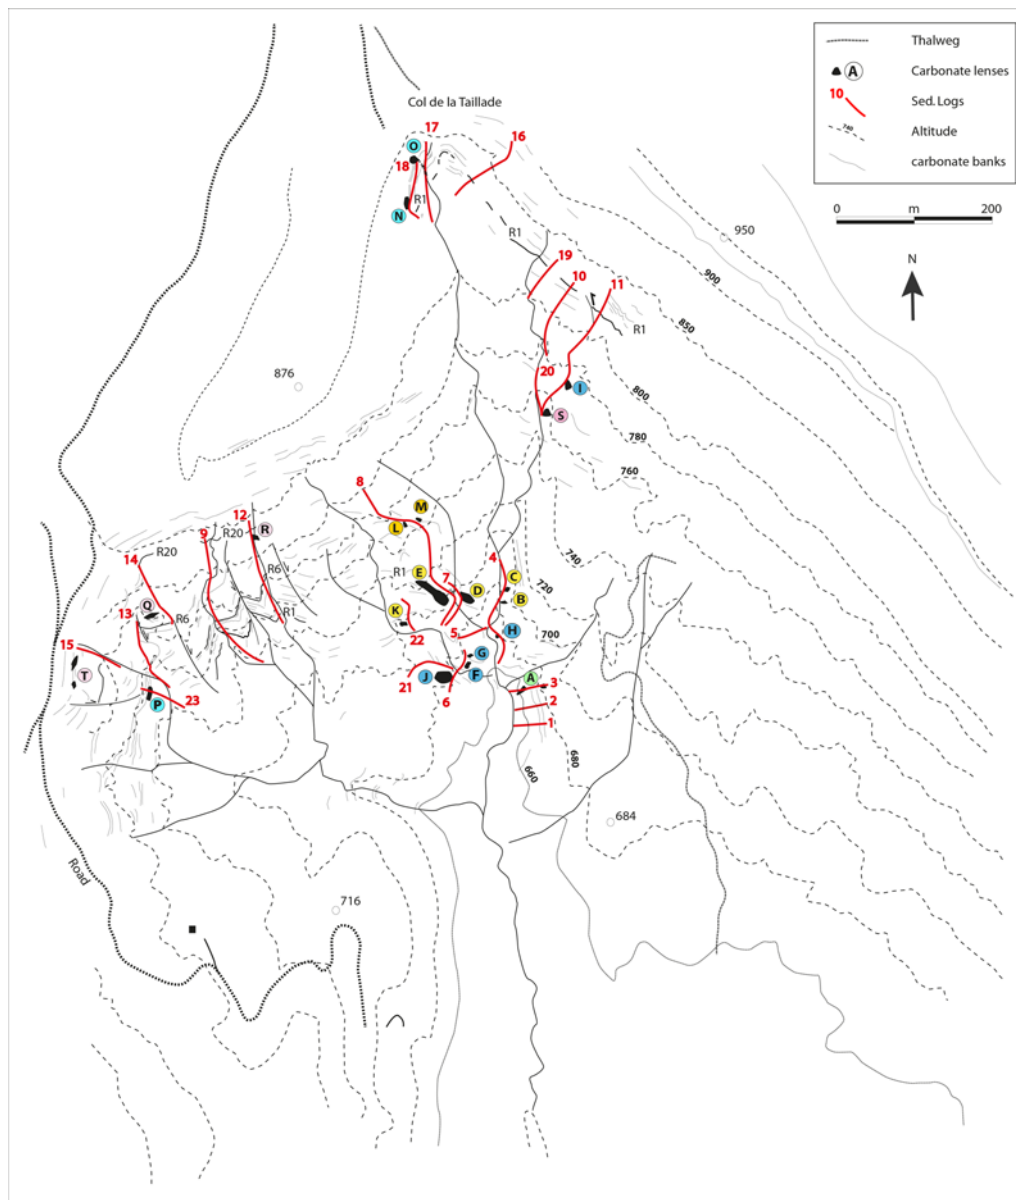 Thalweg
A
Carbonate lenses
10
Sed. Logs
740
Altitude
carbonate banks
0 m 200
N
Col de la Taillade
17
16
O
18
R1
N
950
R1
19
10
11
900
R1
850
876
20
I
S
800
780
760
8
M
L
12
R
9
R20
R20
14
4
740
R1
E
7
C
720
R6
D
B
Q
K
R1
13
R6
22
5
H
700
15
G
T
J
F
A
3
21
6
2
P
23
1
660
680
684
Road
716